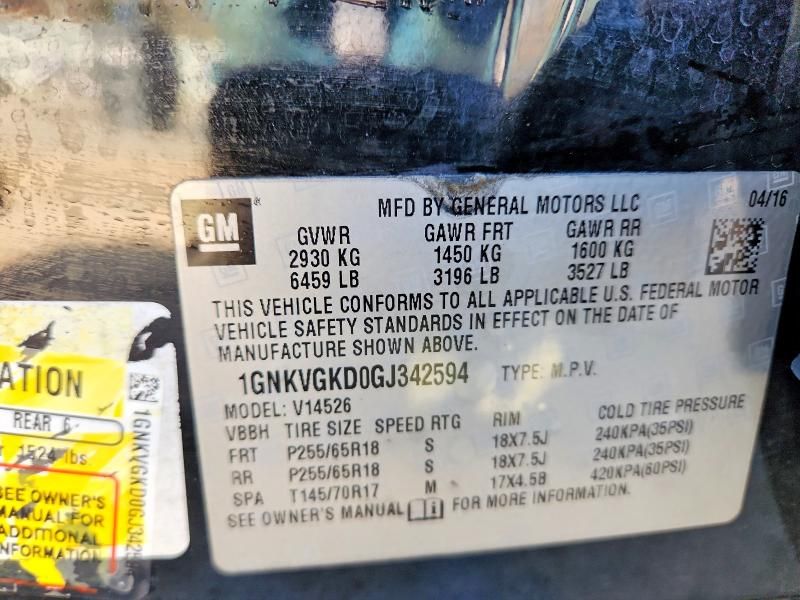 GM
®
MFD BY GENERAL MOTORS LLC 04/16
GVWR GAWR FRT GAWR RR
2930 KG 1450 KG 1600 KG
6459 LB 3196 LB 3527 LB
THIS VEHICLE CONFORMS TO ALL APPLICABLE U.S. FEDERAL MOTOR
VEHICLE SAFETY STANDARDS IN EFFECT ON THE DATE OF
MANUFACTURE SHOWN ABOVE.
1GNKVGKD0GJ342594 TYPE: M.P.V.
MODEL: V14526
VBBH TIRE SIZE SPEED RTG RIM COLD TIRE PRESSURE
FRT P255/65R18 S 18X7.5J 240KPA(35PSI)
RR P255/65R18 S 18X7.5J 240KPA(35PSI)
SPA T145/70R17 M 17X4.5B 420KPA(60PSI)
SEE OWNER'S MANUAL FOR MORE INFORMATION.
ATION
REAR 6
1524 lbs.
SEE OWNER'S
MANUAL FOR
ADDITIONAL
INFORMATION
1GNKVGKD0GJ342594